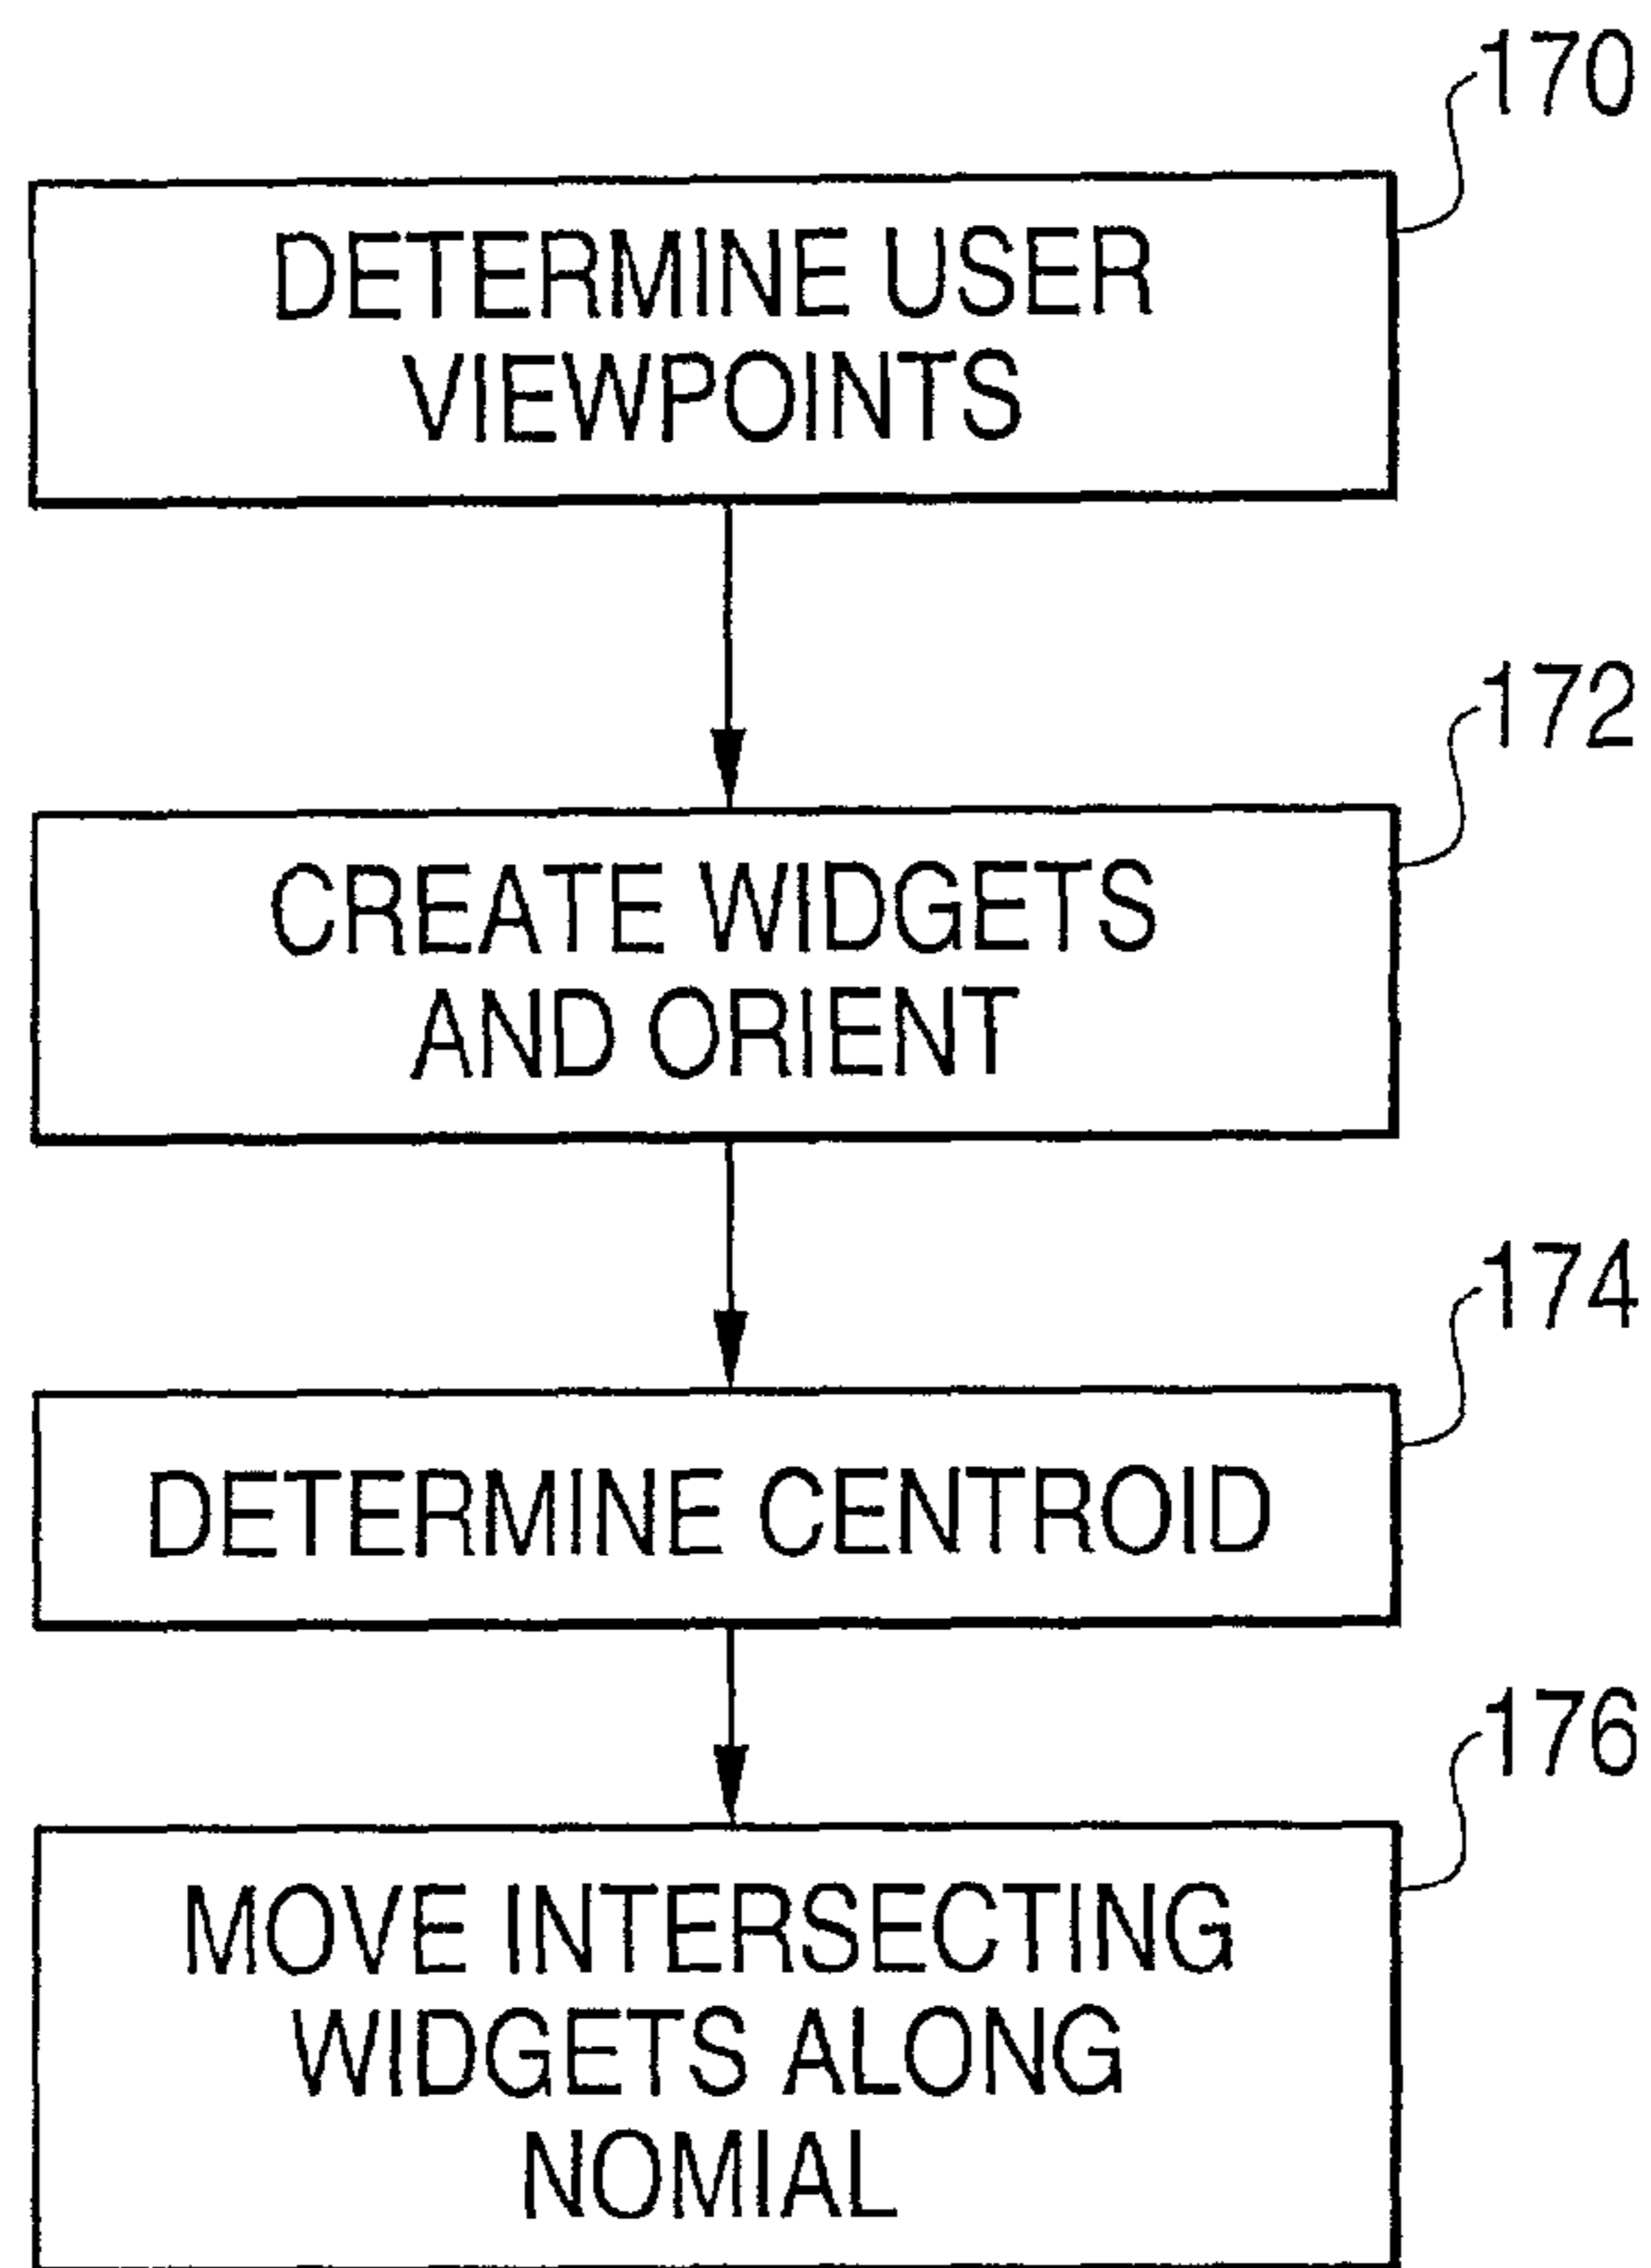 170
DETERMINE USER
VIEWPOINTS
172
CREATE WIDGETS
AND ORIENT
174
DETERMINE CENTROID
176
MOVE INTERSECTING
WIDGETS ALONG
NOMIAL